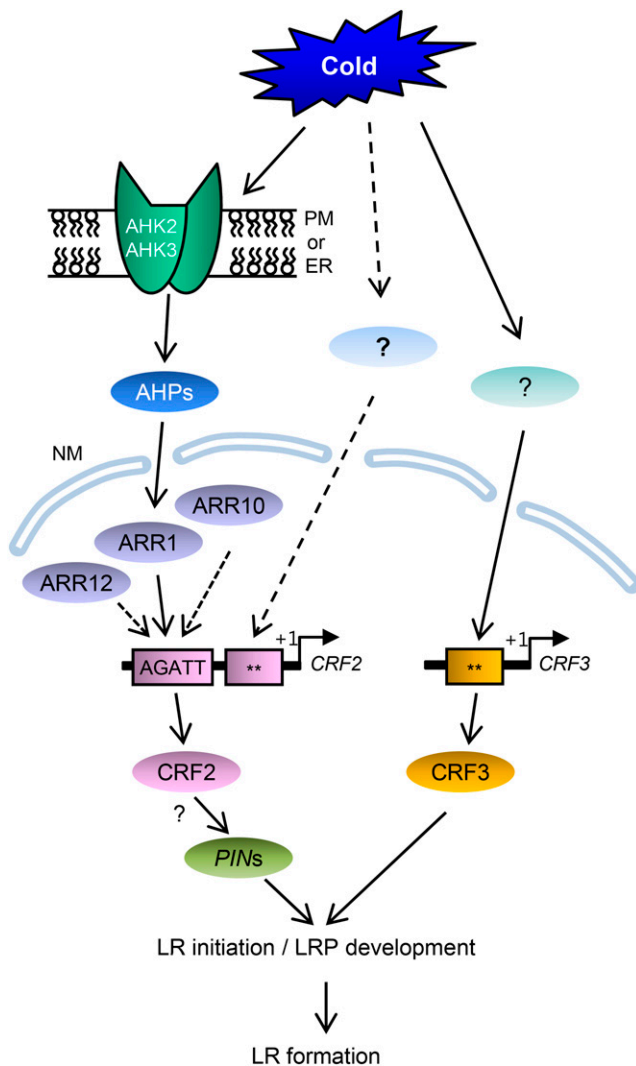 Cold
AHK2
AHK3
PM
or
ER
?
?
AHPs
NM
ARR10
ARR1
ARR12
+1
+1
AGATT
**
CRF2
**
CRF3
CRF2
CRF3
?
PINs
LR initiation / LRP development
LR formation